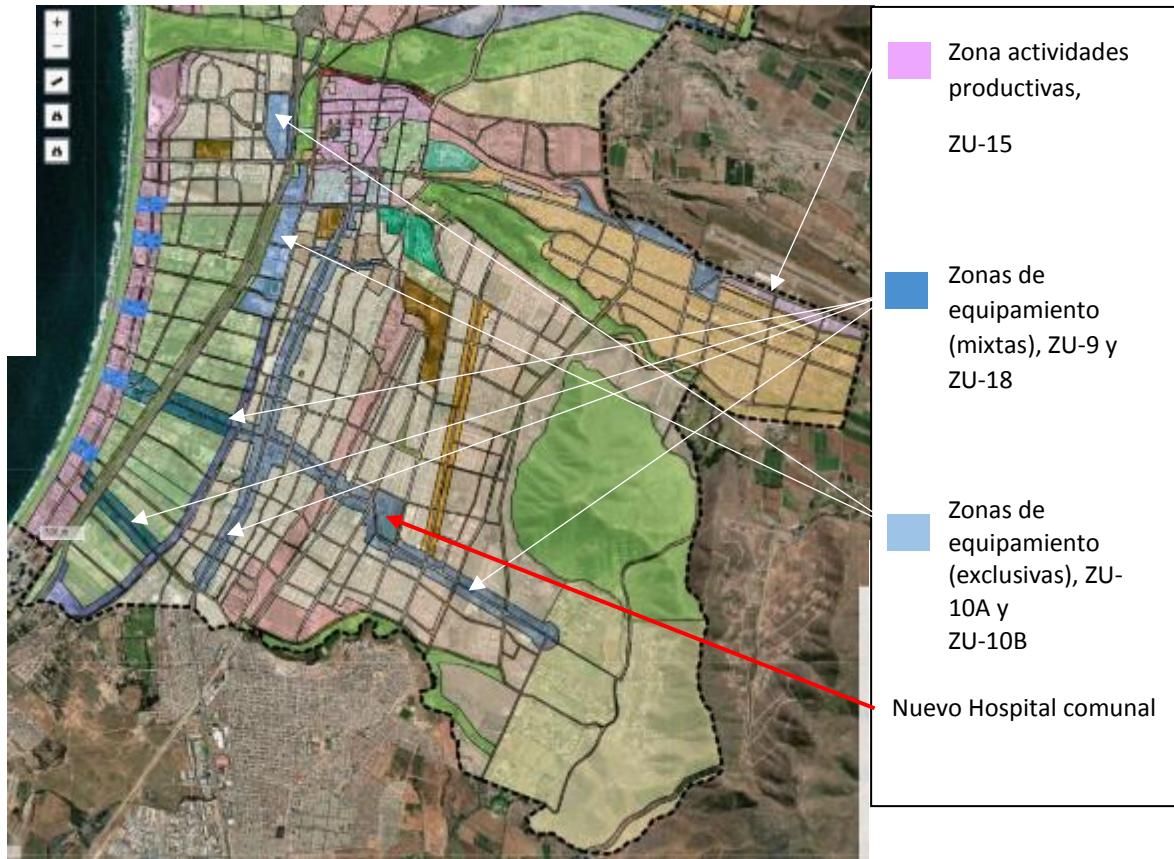 Zona actividades
productivas,
ZU-15
Zonas de
equipamiento
(mixtas), ZU-9 y
ZU-18
Zonas de
equipamiento
(exclusivas), ZU-
10A y
ZU-10B
Nuevo Hospital comunal